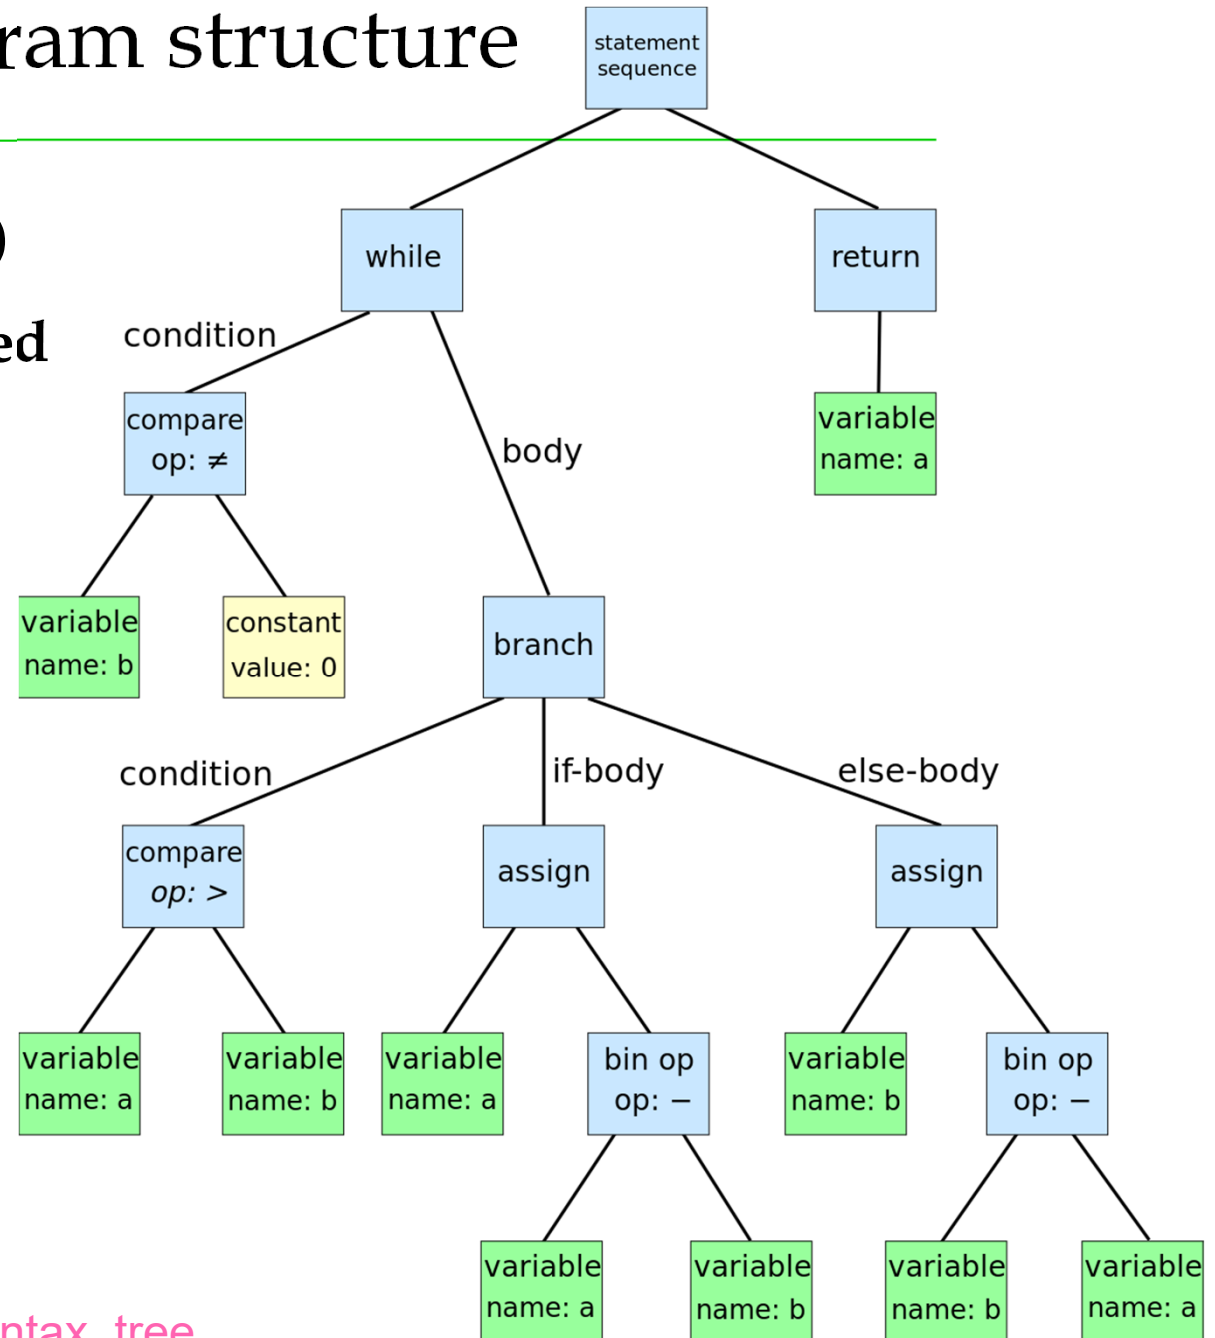 ram structure
statement
sequence
)
while
return
condition
ed
compare
op: ≠
body
variable
name: a
variable
name: b
constant
value: 0
branch
condition
if-body
else-body
compare
op: >
assign
assign
variable
name: a
variable
name: b
variable
name: a
bin op
op: −
variable
name: b
bin op
op: −
variable
name: a
variable
name: b
variable
name: b
variable
name: a
ntax_tree